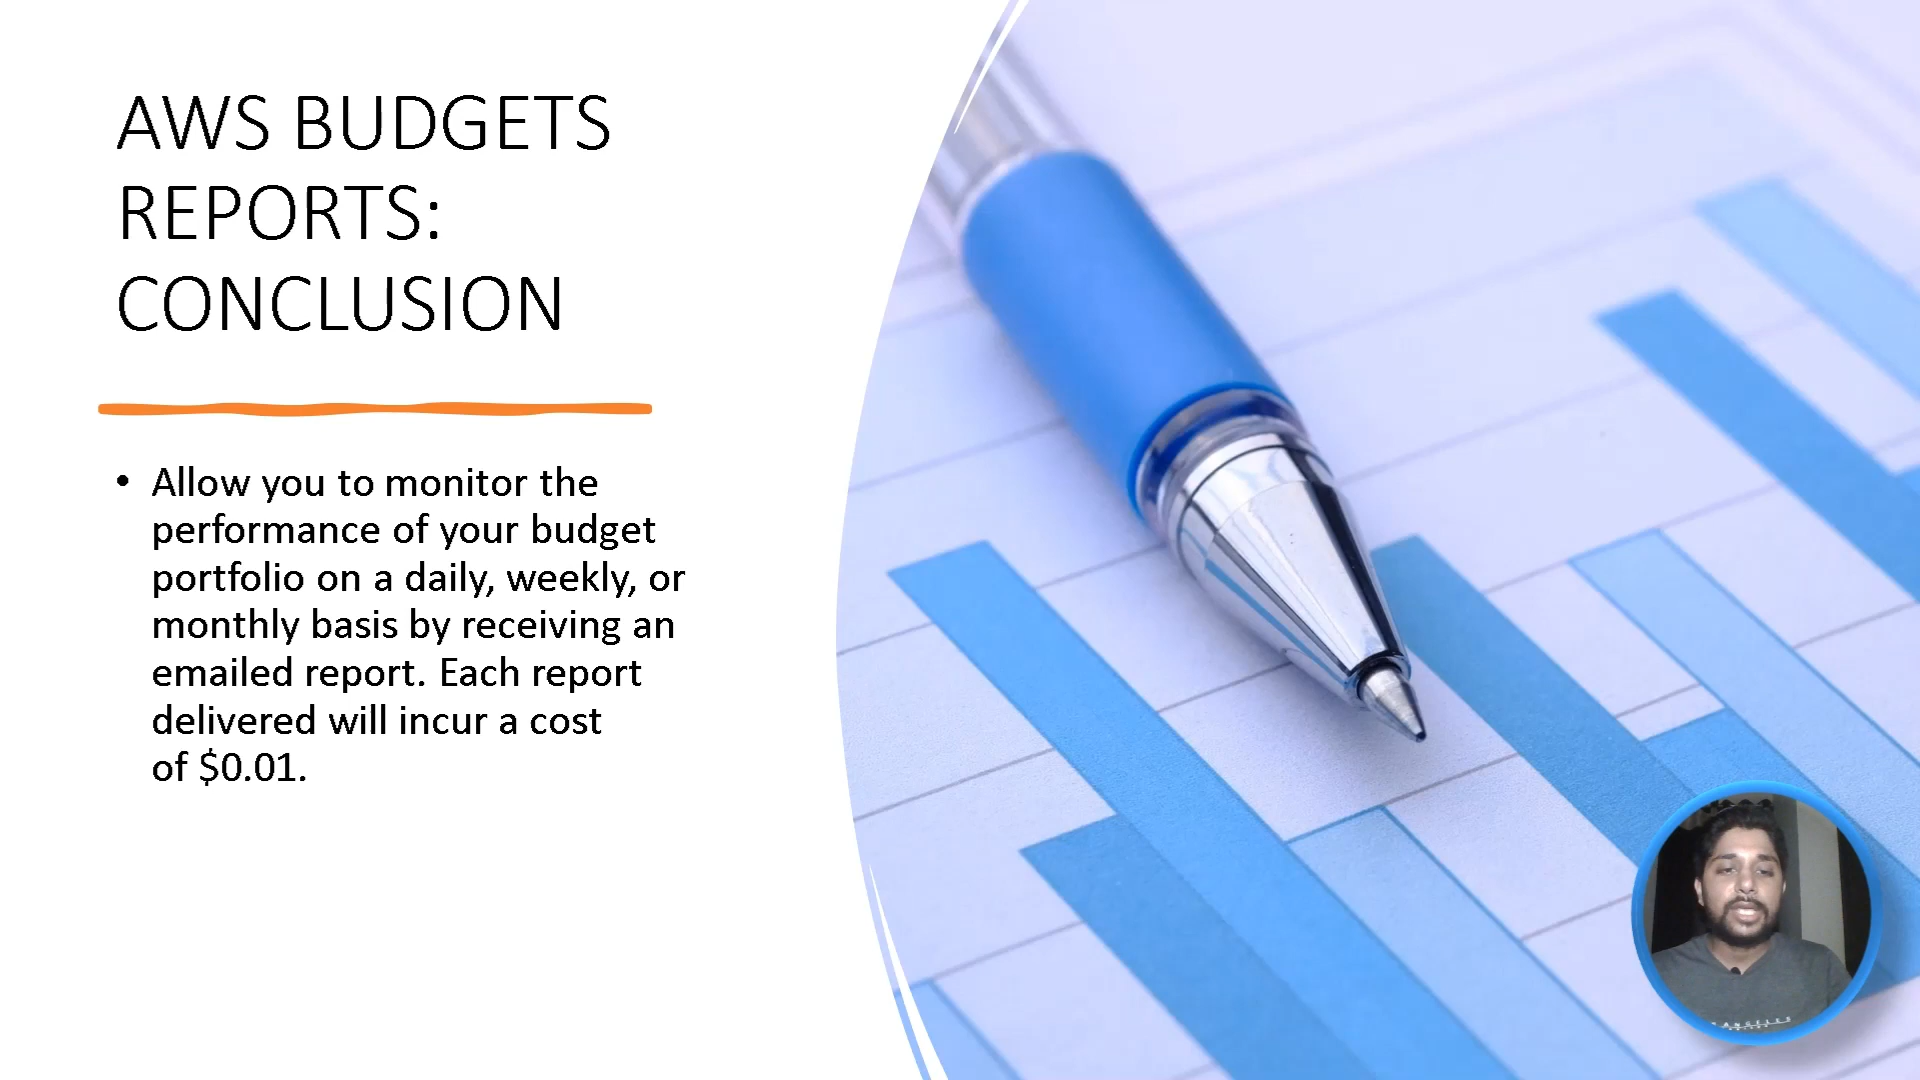 AWS BUDGETS
REPORTS:
CONCLUSION
• Allow you to monitor the
performance of your budget
portfolio on a daily, weekly, or
monthly basis by receiving an
emailed report. Each report
delivered will incur a cost
of $0.01.